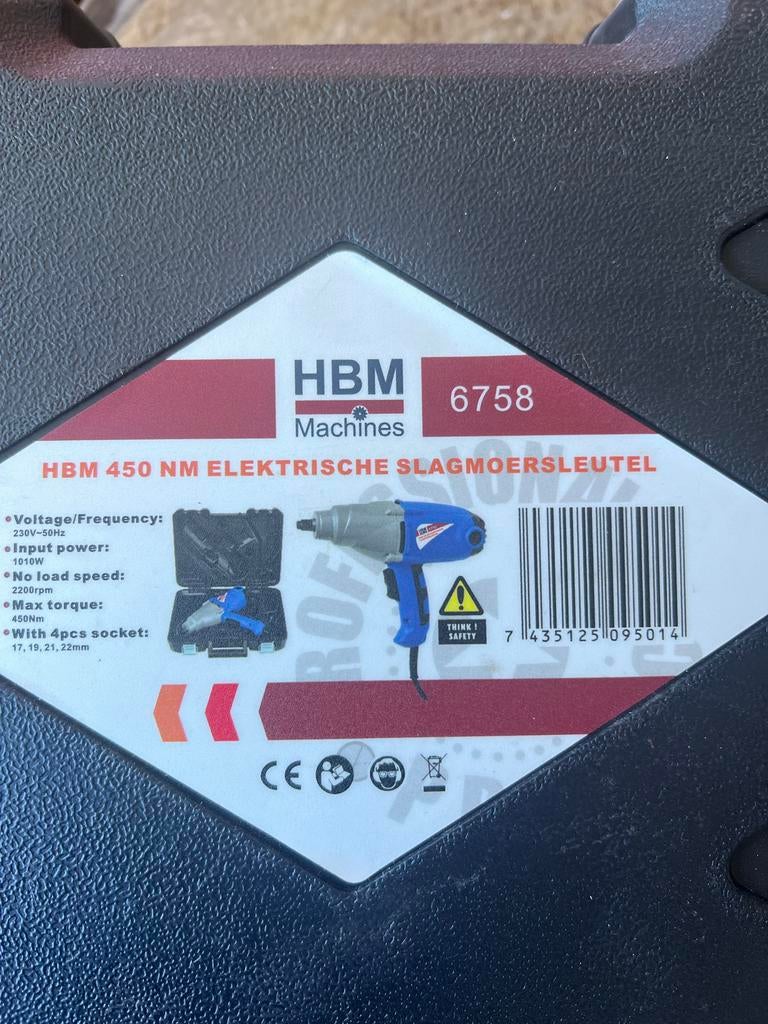 HBM
Machines
6758
HBM 450 NM ELEKTRISCHE SLAGMOERSLEUTEL
•Voltage/Frequency:
230V~50Hz
•Input power:
1010W
•No load speed:
2200rpm
•Max torque:
450Nm
•With 4pcs socket:
17, 19, 21, 22mm
THINK !
SAFETY
7 435125 095014
PROFESSIONAL
CE